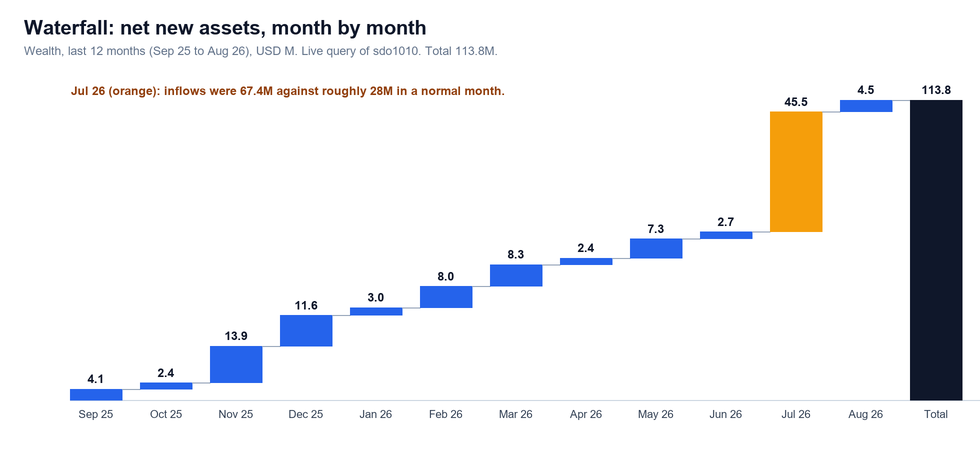 Waterfall: net new assets, month by month
Wealth, last 12 months (Sep 25 to Aug 26), USD M. Live query of sdo1010. Total 113.8M.
Jul 26 (orange): inflows were 67.4M against roughly 28M in a normal month.
4.1
2.4
13.9
11.6
3.0
8.0
8.3
2.4
7.3
2.7
45.5
4.5
113.8
Sep 25
Oct 25
Nov 25
Dec 25
Jan 26
Feb 26
Mar 26
Apr 26
May 26
Jun 26
Jul 26
Aug 26
Total